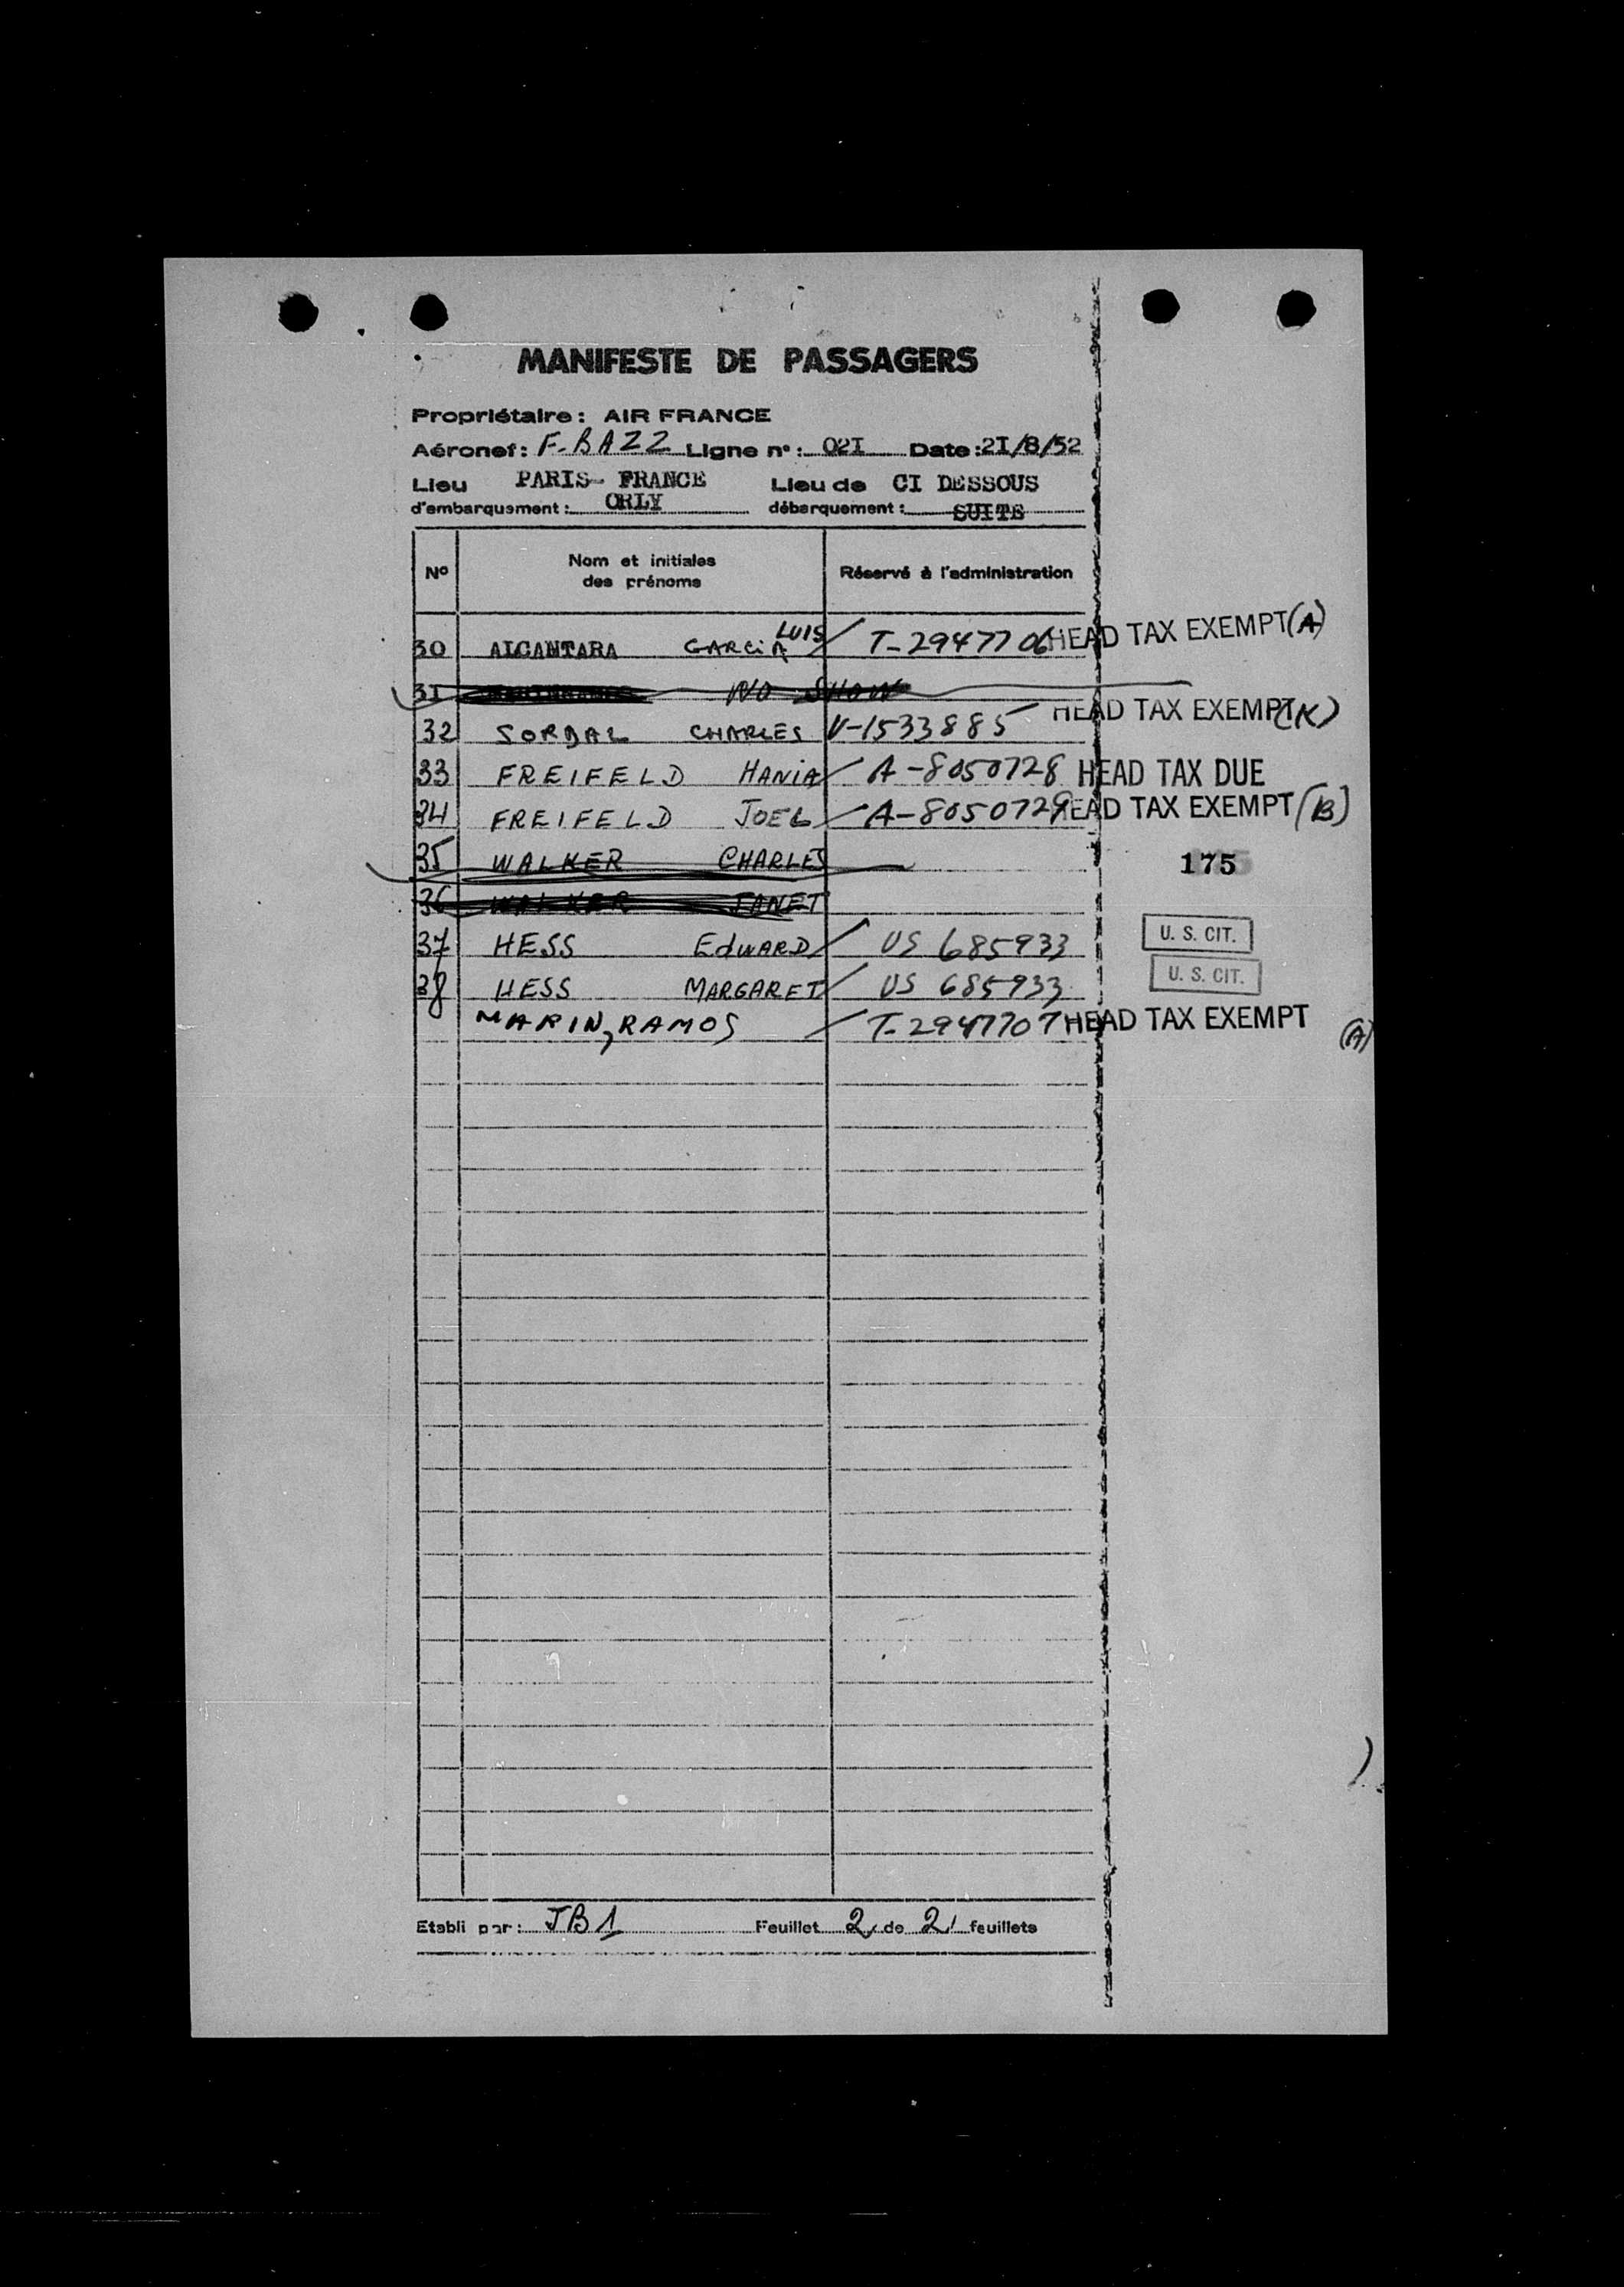 MANIFESTE DE PASSAGERS
Propriétaire: AIR FRANCE
Aéronef: F-BAZZ Ligne n°: 02I Date: 2I/8/52
Lieu PARIS- FRANCE Lieu de CI DESSOUS
d'embarquement: ORLY débarquement: SUITE
N° Nom et initiales des prénoms Réservé à l'administration
LUIS
30 ALCANTARA GARCIA / T-2947706 HEAD TAX EXEMPT (A)
31 NO SHOW
32 SORDAL CHARLES V-1533885 HEAD TAX EXEMPT (K)
33 FREIFELD HANIA / A-8050728 HEAD TAX DUE
34 FREIFELD JOEL / A-8050729 HEAD TAX EXEMPT (B)
35 WALKER CHARLES 175
36 WALKER JANET
37 HESS EDWARD / US 685933 U. S. CIT.
38 HESS MARGARET / US 685933 U. S. CIT.
MARIN, RAMOS / T-2947707 HEAD TAX EXEMPT (A)
Etabli par: JB1 Feuillet 2 de 2 feuillets